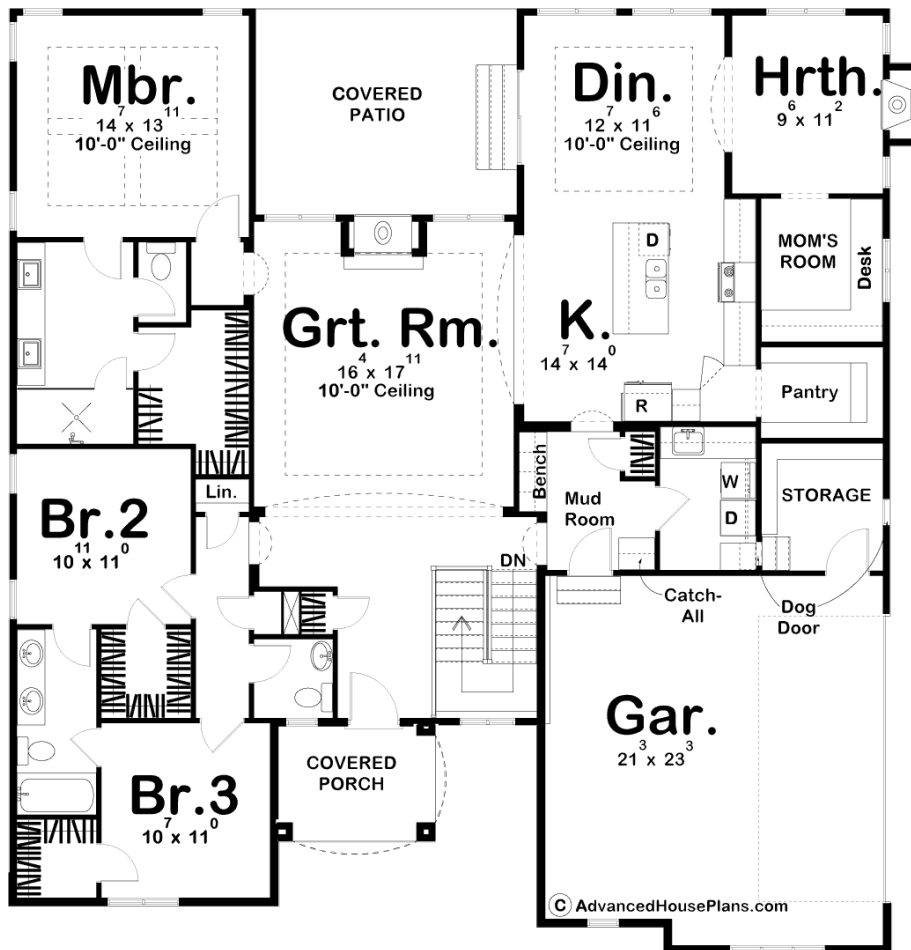 Mbr.
14⁷ x 13¹¹
10'-0" Ceiling
COVERED
PATIO
Din.
12⁷ x 11⁶
10'-0" Ceiling
Hrth.
9⁶ x 11²
MOM'S
ROOM
Desk
D
Grt. Rm.
16⁴ x 17¹¹
10'-0" Ceiling
K.
14⁷ x 14⁰
R
Pantry
Lin.
Bench
Mud
Room
W
D
STORAGE
Br.2
10¹¹ x 11⁰
DN
Catch-
All
Dog
Door
Gar.
21³ x 23³
COVERED
PORCH
Br.3
10⁷ x 11⁰
© AdvancedHousePlans.com